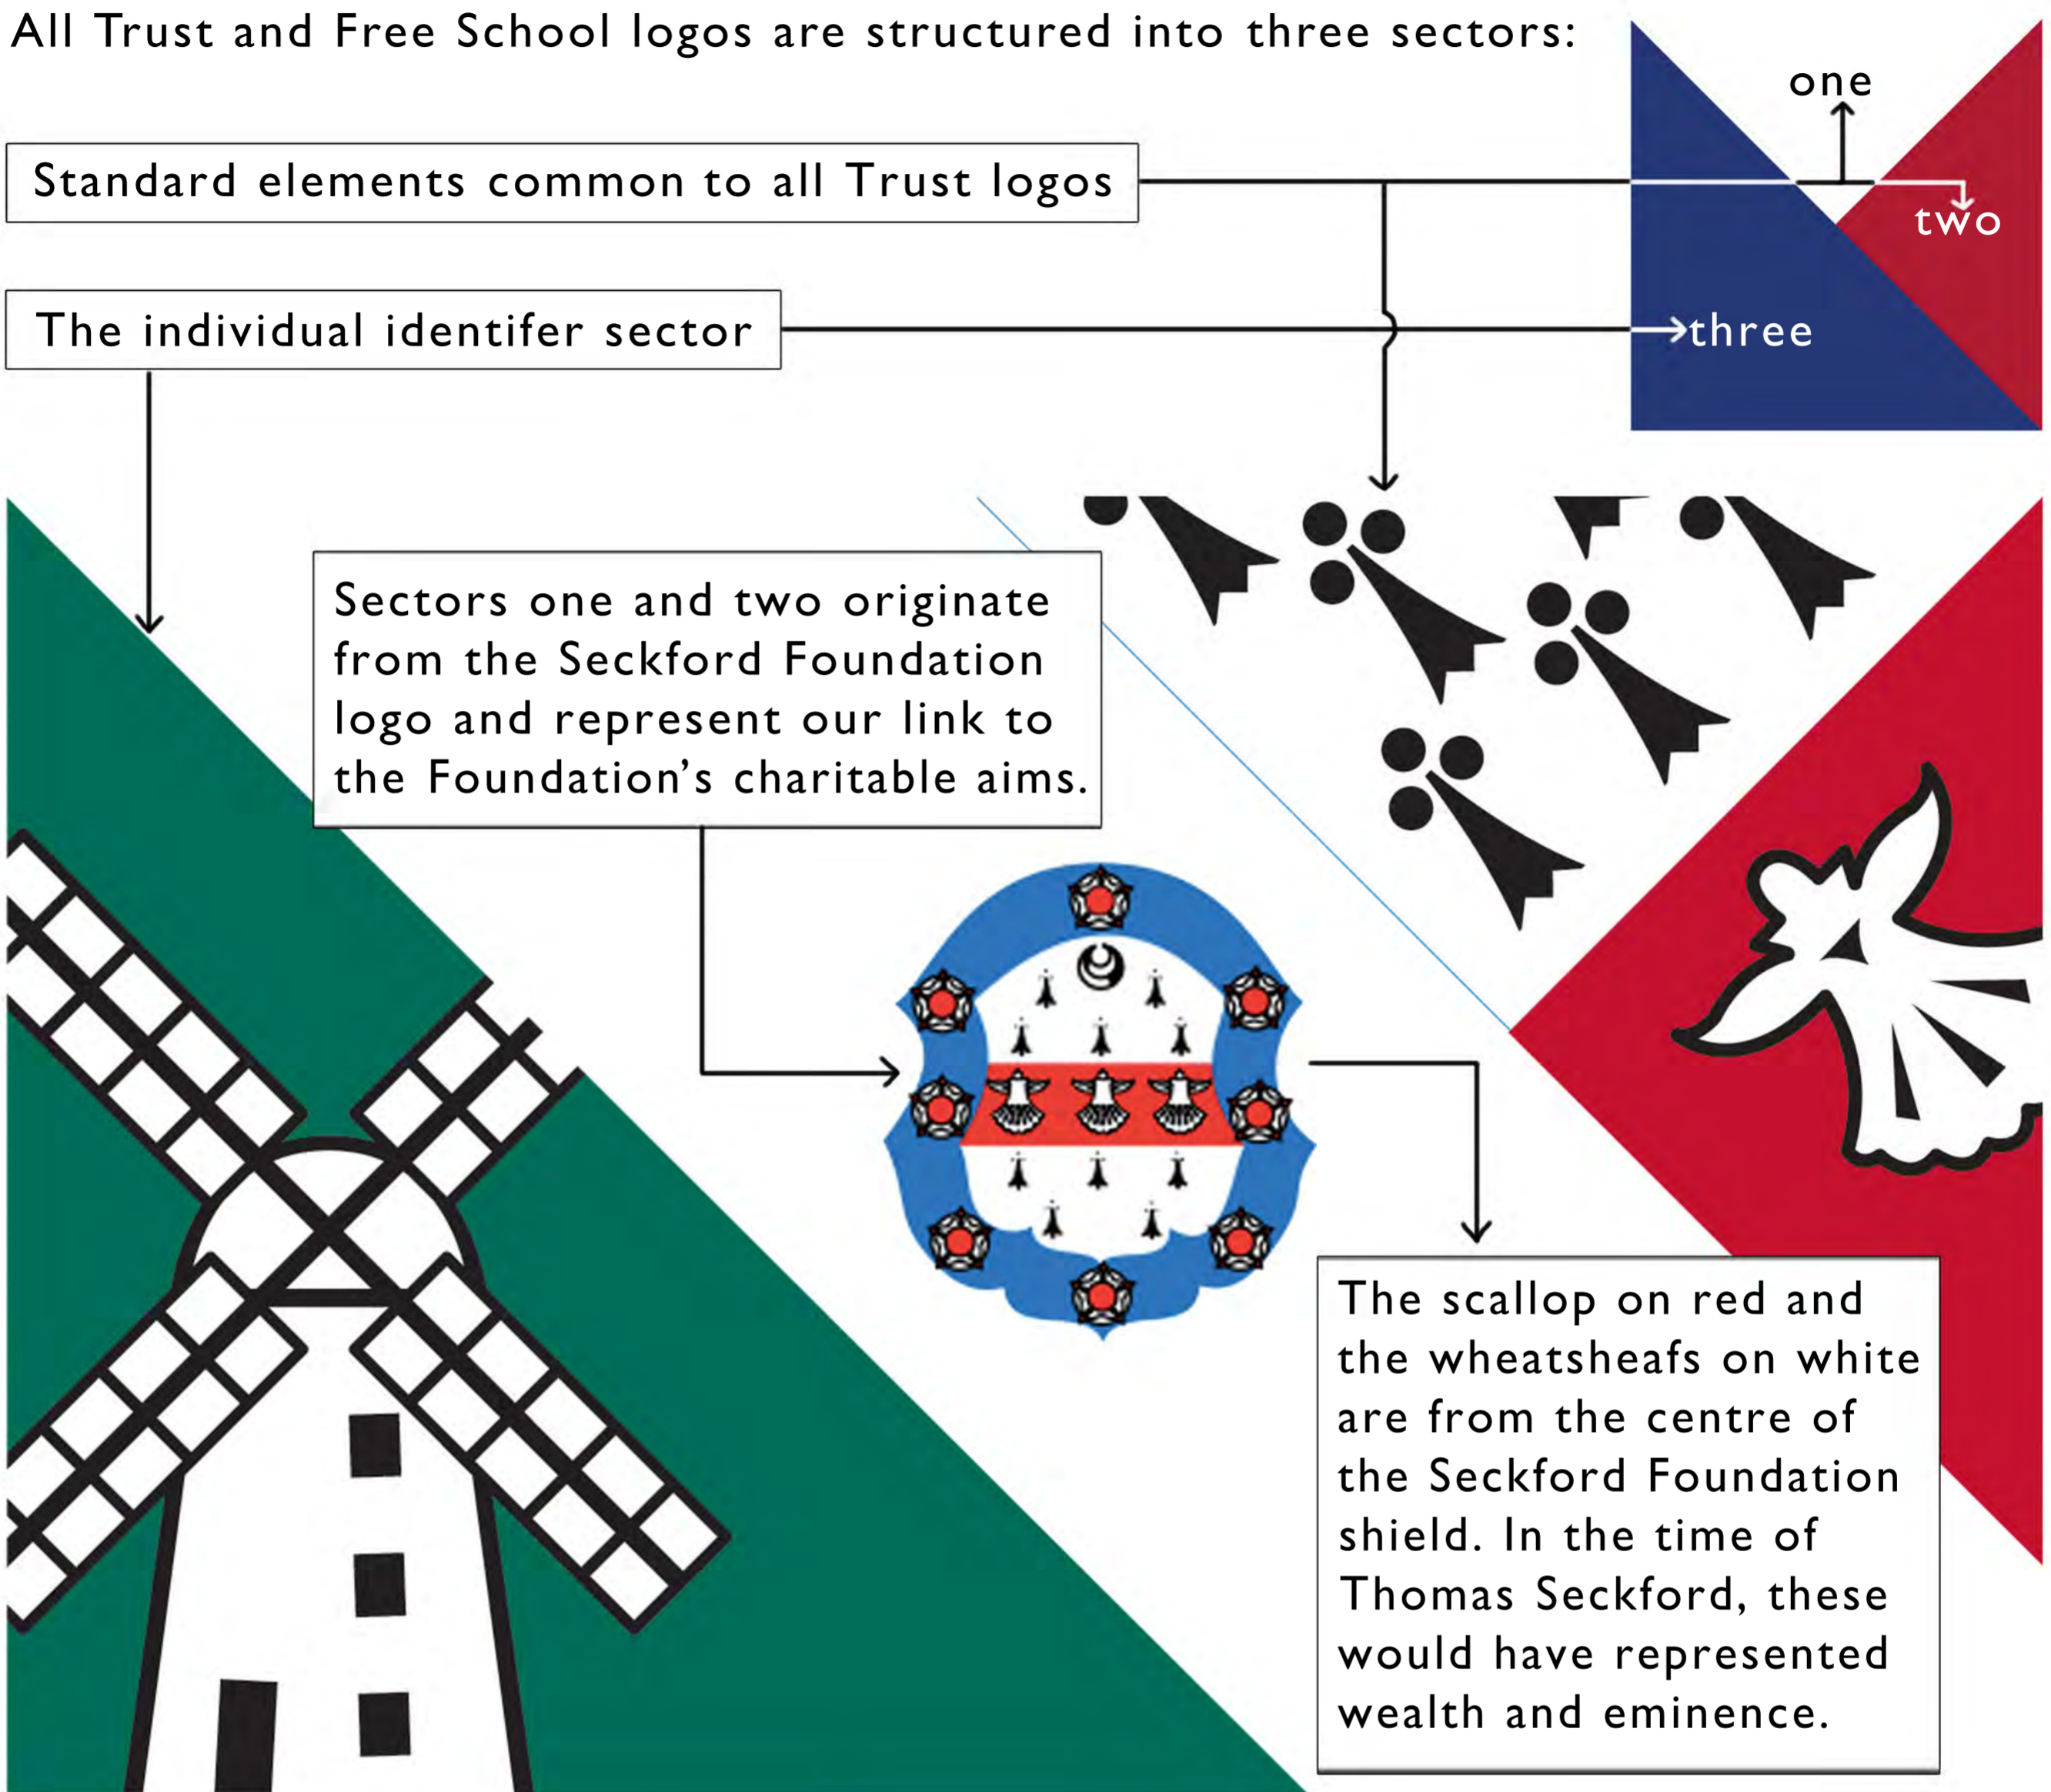 All Trust and Free School logos are structured into three sectors:
one
Standard elements common to all Trust logos
two
The individual identifer sector
three
Sectors one and two originate
from the Seckford Foundation
logo and represent our link to
the Foundation’s charitable aims.
The scallop on red and
the wheatsheafs on white
are from the centre of
the Seckford Foundation
shield. In the time of
Thomas Seckford, these
would have represented
wealth and eminence.